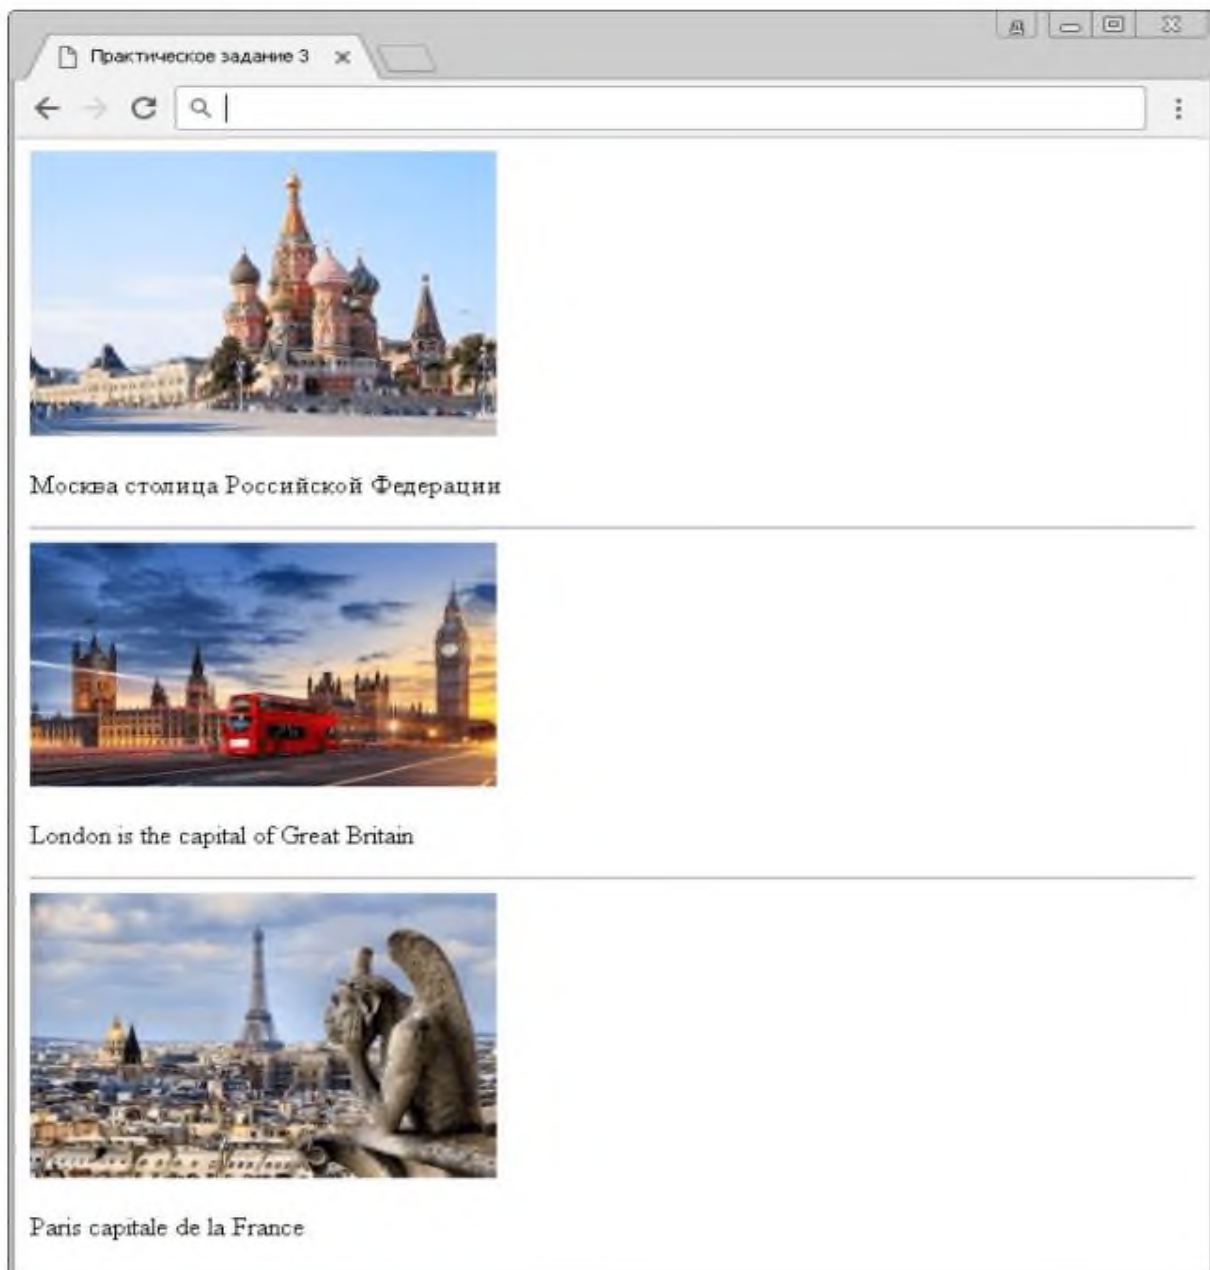 Практическое задание 3
Москва столица Российской Федерации
London is the capital of Great Britain
Paris capitale de la France